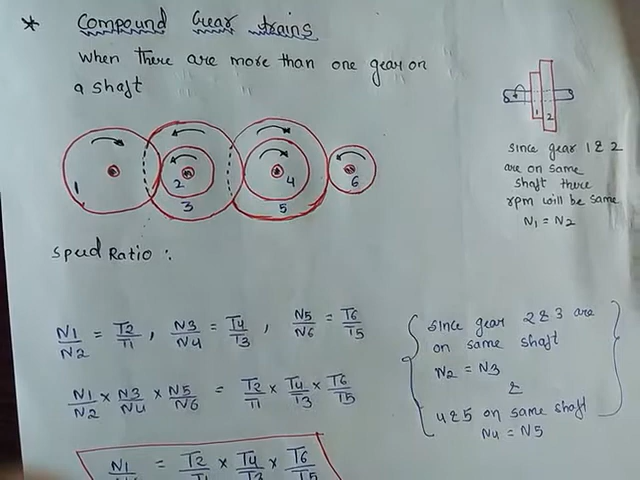 * Compound Gear trains
When there are more than one gear on
a shaft
1
2
3
4
5
6
1 2
since gear 1 & 2
are on same
shaft there
rpm will be same
N1 = N2
Speed Ratio :
N1/N2 = T2/T1 , N3/N4 = T4/T3 , N5/N6 = T6/T5
N1/N2 × N3/N4 × N5/N6 = T2/T1 × T4/T3 × T6/T5
since gear 2 & 3 are
on same shaft
N2 = N3
&
4 & 5 on same shaft
N4 = N5
N1/N6 = T2/T1 × T4/T3 × T6/T5